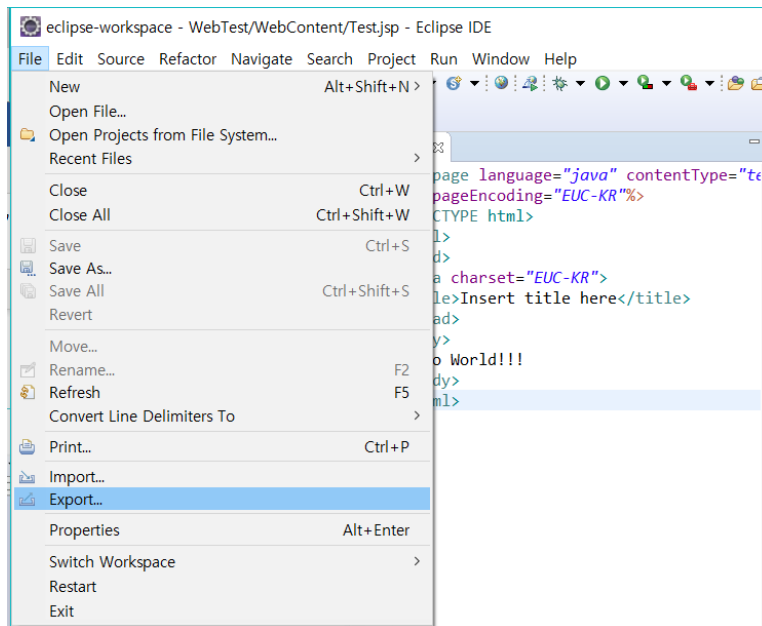 eclipse-workspace - WebTest/WebContent/Test.jsp - Eclipse IDE
File Edit Source Refactor Navigate Search Project Run Window Help
New Alt+Shift+N >
Open File...
Open Projects from File System...
Recent Files >
Close Ctrl+W
Close All Ctrl+Shift+W
Save Ctrl+S
Save As...
Save All Ctrl+Shift+S
Revert
Move...
Rename... F2
Refresh F5
Convert Line Delimiters To >
Print... Ctrl+P
Import...
Export...
Properties Alt+Enter
Switch Workspace >
Restart
Exit
page language="java" contentType="te
pageEncoding="EUC-KR"%>
CTYPE html>
l>
d>
a charset="EUC-KR">
le>Insert title here</title>
ad>
y>
o World!!!
dy>
ml>